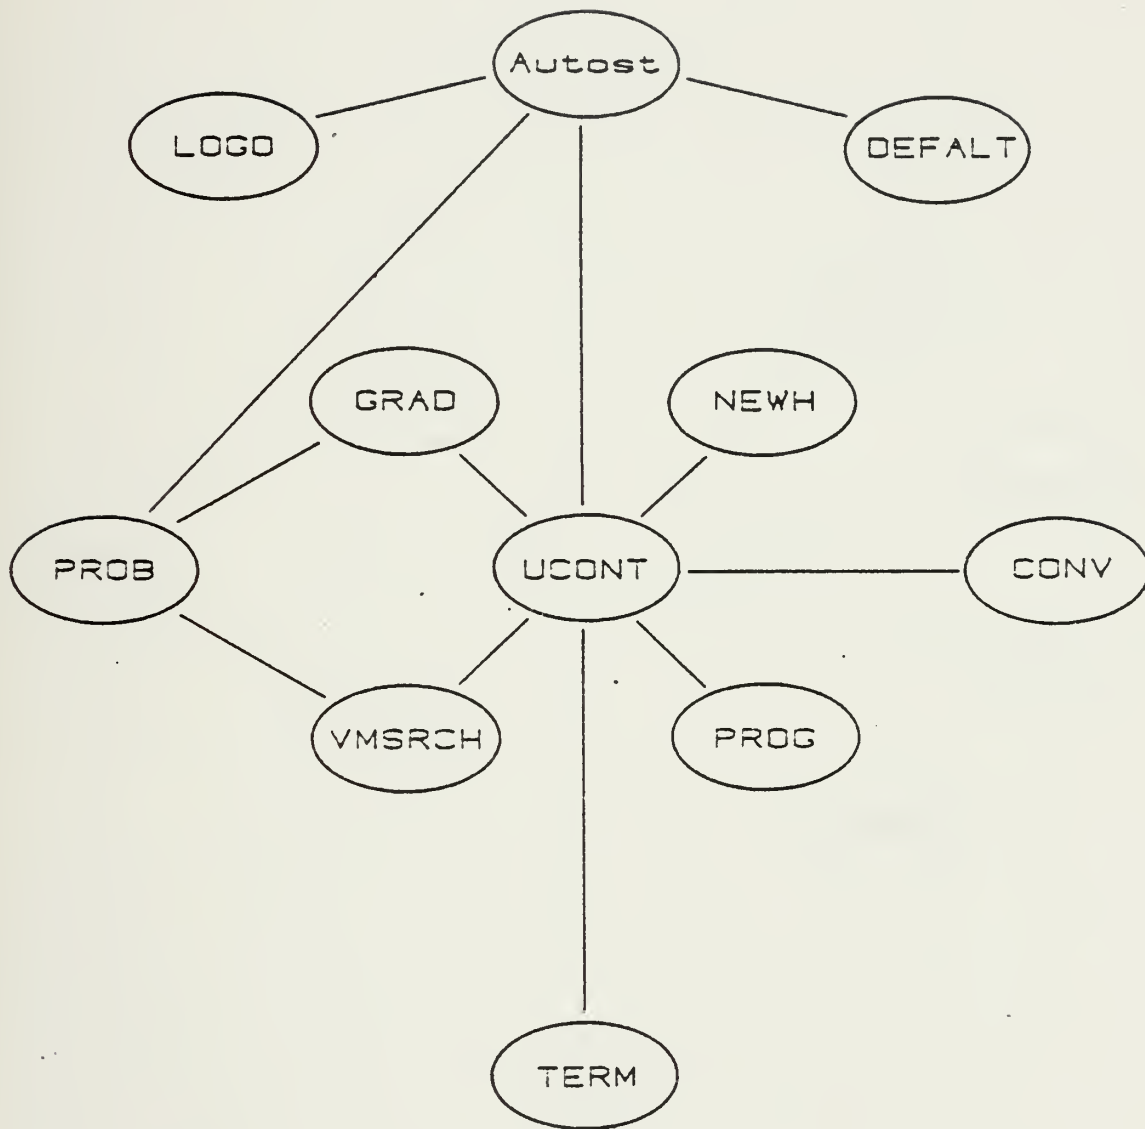 Autost
LOGO
DEFALT
GRAD
NEWH
PROB
UCONT
CONV
VMSRCH
PROG
TERM